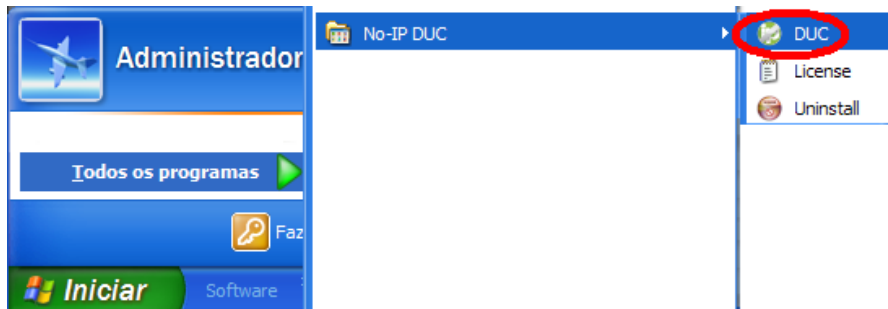 Administrador
Todos os programas
Faz
Iniciar
Software
No-IP DUC
DUC
License
Uninstall